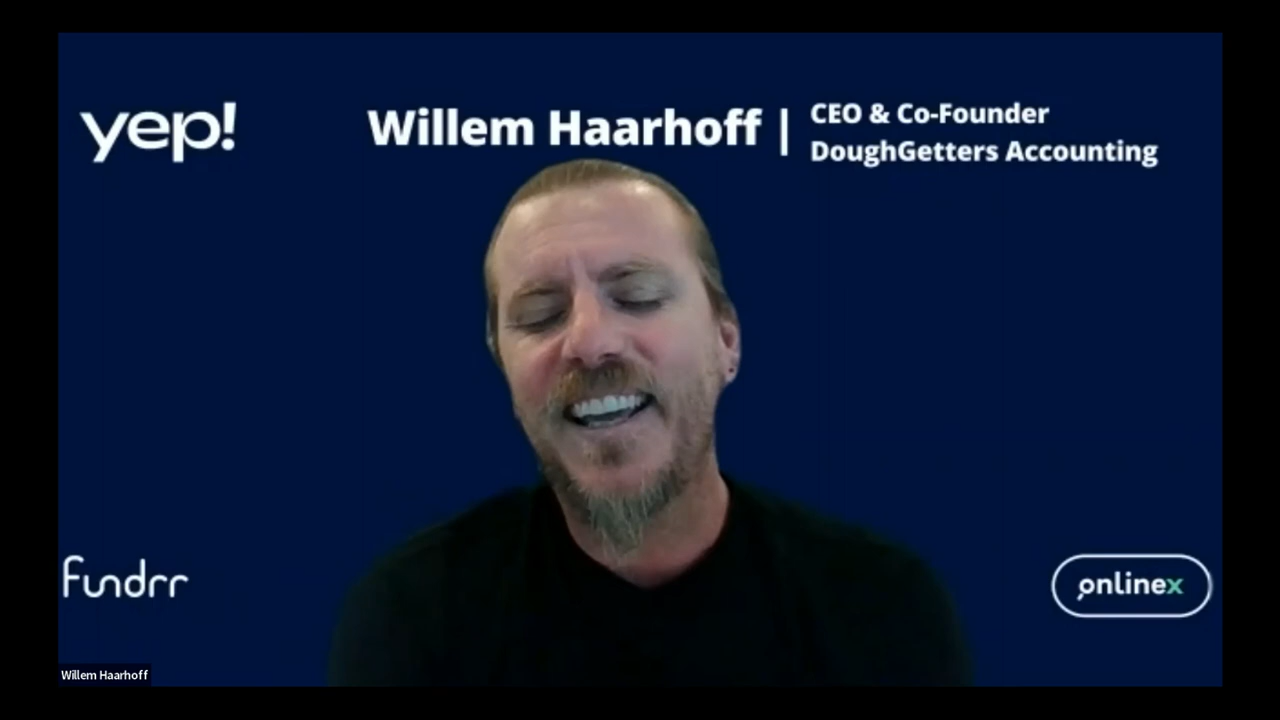 yep!
Willem Haarhoff |
CEO & Co-Founder
DoughGetters Accounting
fundrr
onlinex
Willem Haarhoff